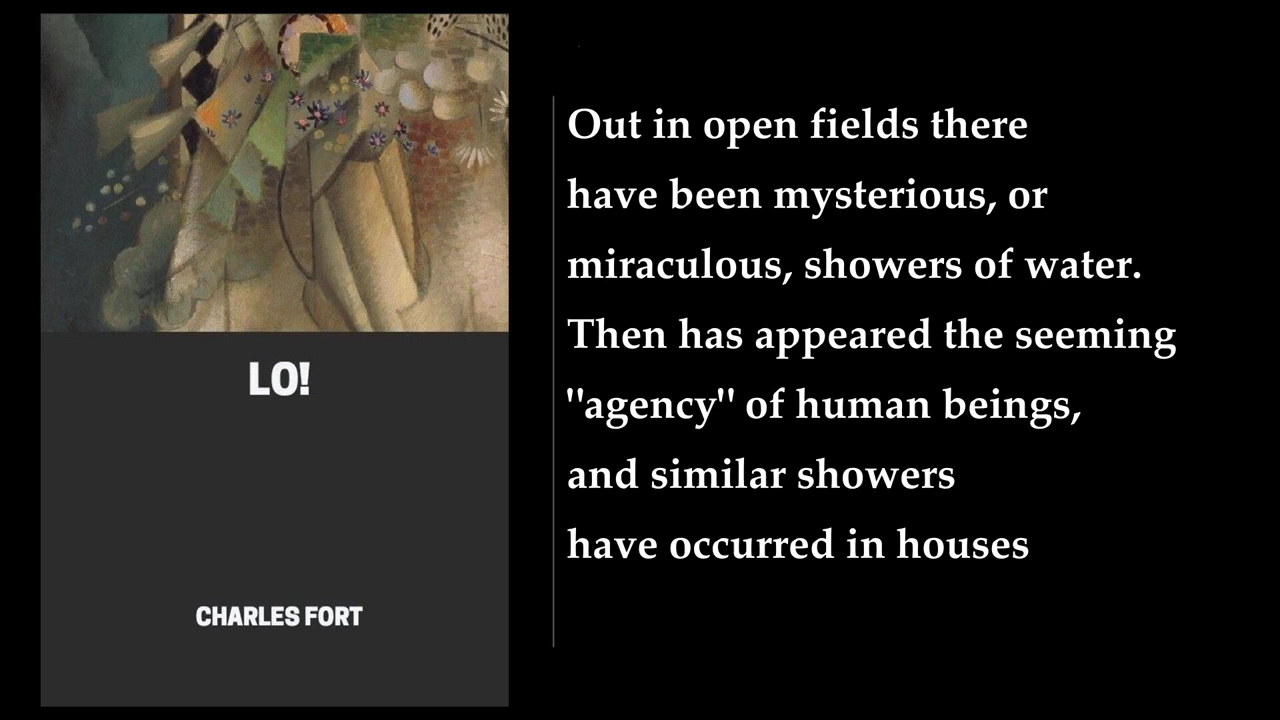 LO!
CHARLES FORT
Out in open fields there
have been mysterious, or
miraculous, showers of water.
Then has appeared the seeming
"agency" of human beings,
and similar showers
have occurred in houses